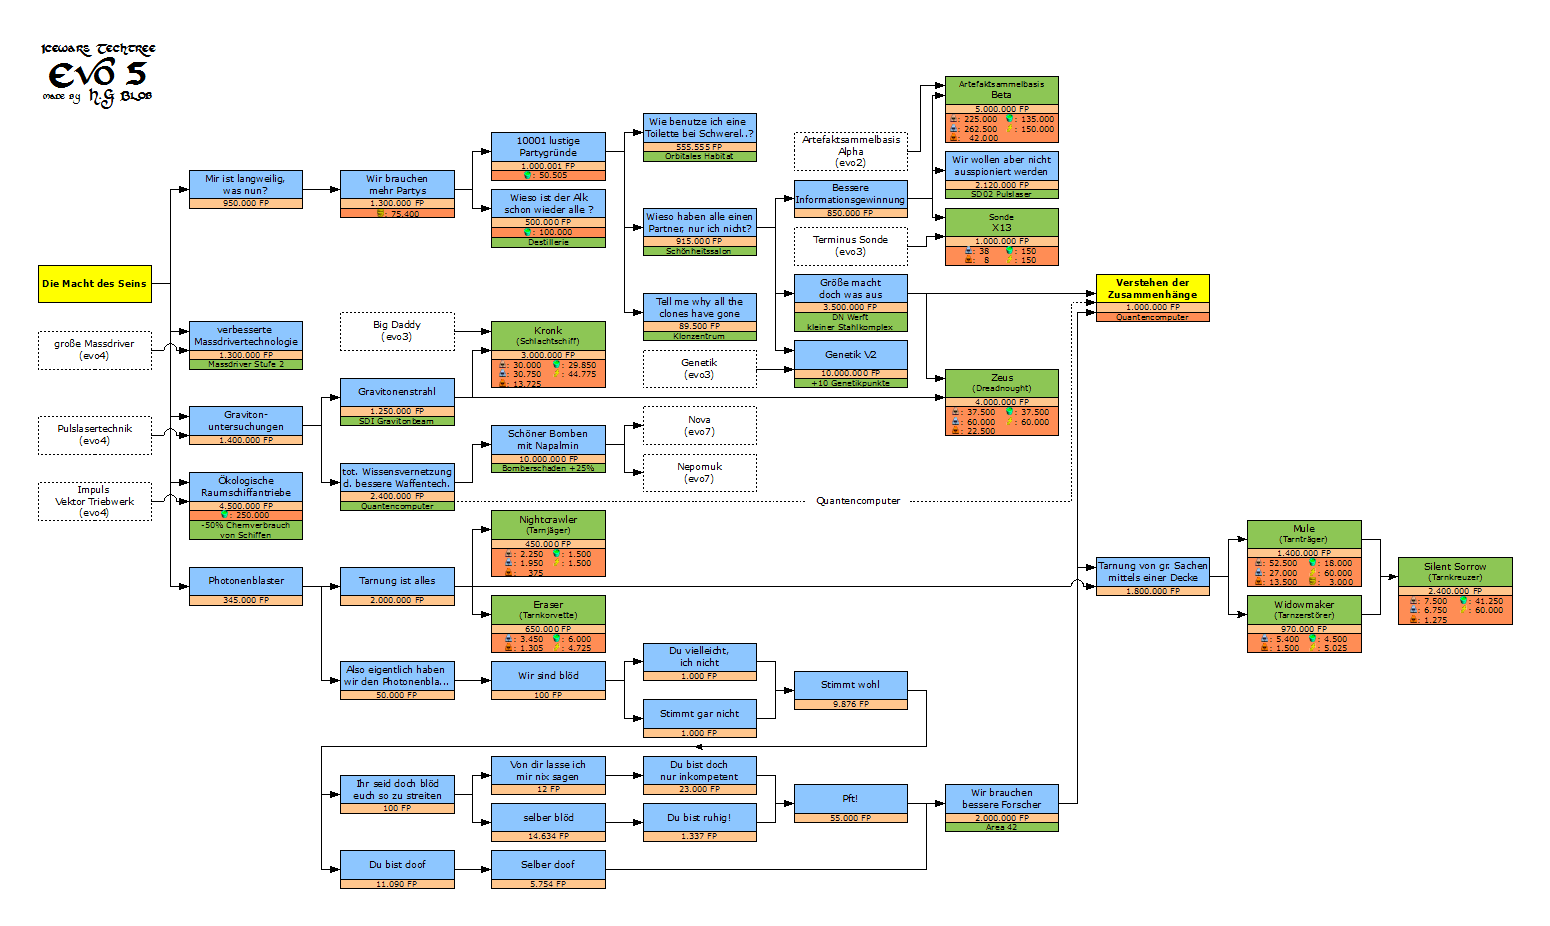 Icewars Techtree
Evo 5
made by H.G Blob
Die Macht des Seins
große Massdriver
(evo4)
Pulslasertechnik
(evo4)
Impuls
Vektor Triebwerk
(evo4)
Mir ist langweilig,
was nun?
950.000 FP
verbesserte
Massdrivertechnologie
1.300.000 FP
Massdriver Stufe 2
Graviton-
untersuchungen
1.400.000 FP
Ökologische
Raumschiffantriebe
4.500.000 FP
: 250.000
-50% Chemverbrauch
von Schiffen
Photonenblaster
345.000 FP
Wir brauchen
mehr Partys
1.300.000 FP
: 75.400
Big Daddy
(evo3)
Gravitonenstrahl
1.250.000 FP
SDI Gravitonbeam
tot. Wissensvernetzung
d. bessere Waffentech.
2.400.000 FP
Quantencomputer
Tarnung ist alles
2.000.000 FP
Also eigentlich haben
wir den Photonenbla...
50.000 FP
Ihr seid doch blöd
euch so zu streiten
100 FP
Du bist doof
11.090 FP
10001 lustige
Partygründe
1.000.001 FP
: 50.505
Wieso ist der Alk
schon wieder alle ?
500.000 FP
: 100.000
Destillerie
Kronk
(Schlachtschiff)
3.000.000 FP
: 30.000 : 29.850
: 30.750 : 44.775
: 13.725
Schöner Bomben
mit Napalmin
10.000.000 FP
Bomberschaden +25%
Nightcrawler
(Tarnjäger)
450.000 FP
: 2.250 : 1.500
: 1.950 : 1.500
: 375
Eraser
(Tarnkorvette)
650.000 FP
: 3.450 : 6.000
: 1.305 : 4.725
Wir sind blöd
100 FP
Von dir lasse ich
mir nix sagen
12 FP
selber blöd
14.634 FP
Selber doof
5.754 FP
Wie benutze ich eine
Toilette bei Schwerel..?
555.555 FP
Orbitales Habitat
Wieso haben alle einen
Partner, nur ich nicht?
915.000 FP
Schönheitssalon
Tell me why all the
clones have gone
89.500 FP
Klonzentrum
Genetik
(evo3)
Nova
(evo7)
Nepomuk
(evo7)
Du vielleicht,
ich nicht
1.000 FP
Stimmt gar nicht
1.000 FP
Du bist doch
nur inkompetent
23.000 FP
Du bist ruhig!
1.337 FP
Artefaktsammelbasis
Alpha
(evo2)
Bessere
Informationsgewinnung
850.000 FP
Terminus Sonde
(evo3)
Größe macht
doch was aus
3.500.000 FP
DN Werft
kleiner Stahlkomplex
Genetik V2
10.000.000 FP
+10 Genetikpunkte
Quantencomputer
Stimmt wohl
9.876 FP
Pft!
55.000 FP
Artefaktsammelbasis
Beta
5.000.000 FP
: 225.000 : 135.000
: 262.500 : 150.000
: 42.000
Wir wollen aber nicht
ausspioniert werden
2.120.000 FP
SD02 Pulslaser
Sonde
X13
1.000.000 FP
: 38 : 150
: 8 : 150
Zeus
(Dreadnought)
4.000.000 FP
: 37.500 : 37.500
: 60.000 : 60.000
: 22.500
Wir brauchen
bessere Forscher
2.000.000 FP
Area 42
Verstehen der
Zusammenhänge
1.000.000 FP
Quantencomputer
Tarnung von gr. Sachen
mittels einer Decke
1.800.000 FP
Mule
(Tarnträger)
1.400.000 FP
: 52.500 : 18.000
: 27.000 : 60.000
: 13.500 : 3.000
Widowmaker
(Tarnzerstörer)
970.000 FP
: 5.400 : 4.500
: 1.500 : 5.025
Silent Sorrow
(Tarnkreuzer)
2.400.000 FP
: 7.500 : 41.250
: 6.750 : 60.000
: 1.275